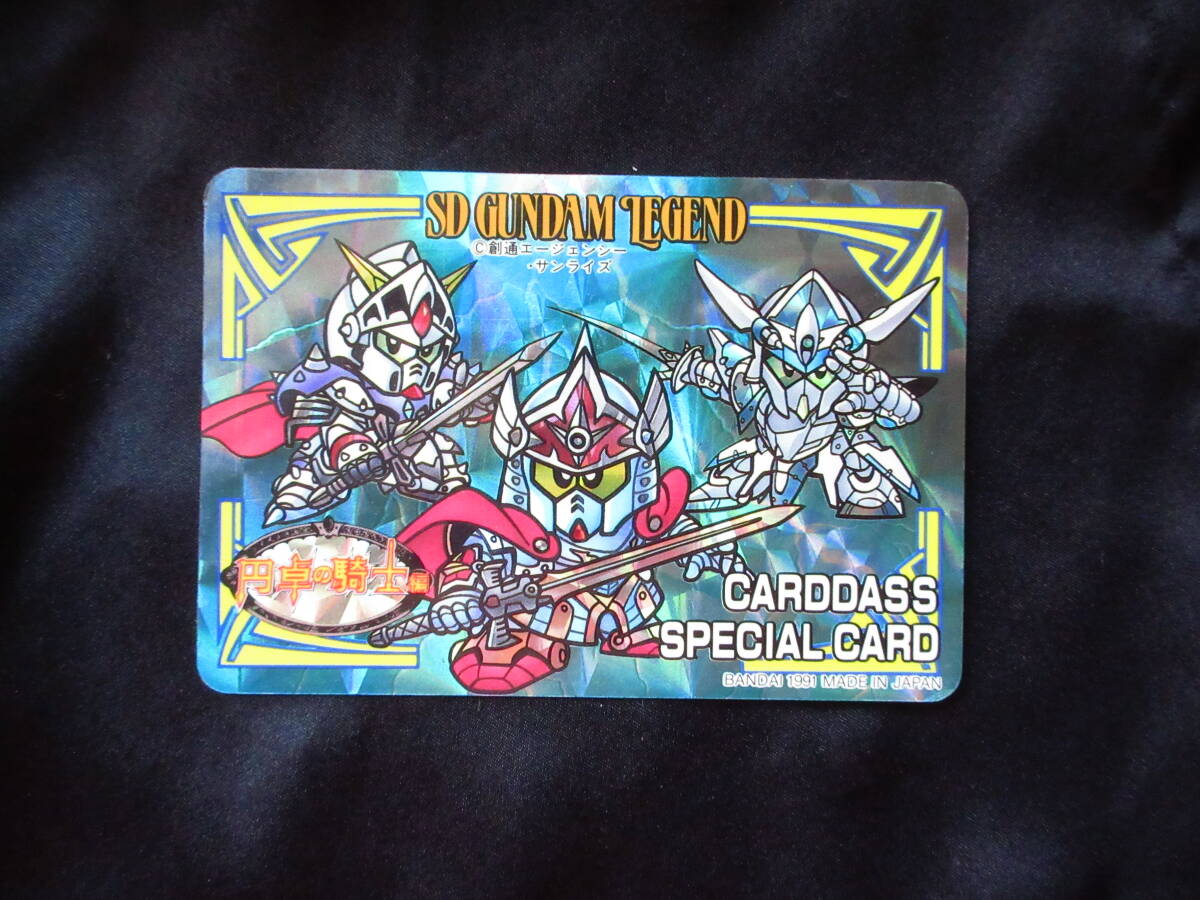 SD GUNDAM LEGEND
©創通エージェンシー
・サンライズ
円卓の騎士編
CARDDASS
SPECIAL CARD
BANDAI 1991 MADE IN JAPAN